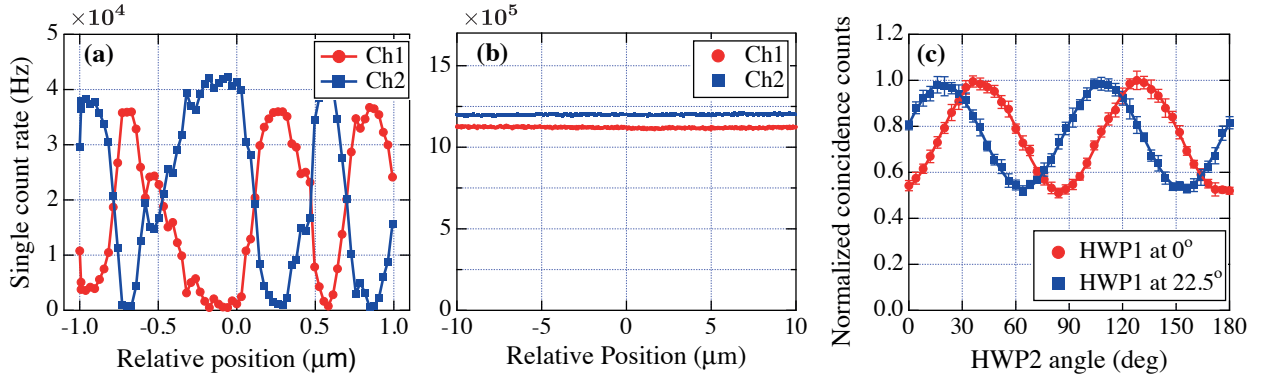 ×10⁴
(a)
Ch1
Ch2
Single count rate (Hz)
5
4
3
2
1
0
-1.0 -0.5 0.0 0.5 1.0
Relative position (μm)
×10⁵
(b)
Ch1
Ch2
15
10
5
0
-10 -5 0 5 10
Relative Position (μm)
(c)
Normalized coincidence counts
1.2
1.0
0.8
0.6
0.4
0.2
0.0
HWP1 at 0°
HWP1 at 22.5°
0 30 60 90 120 150 180
HWP2 angle (deg)